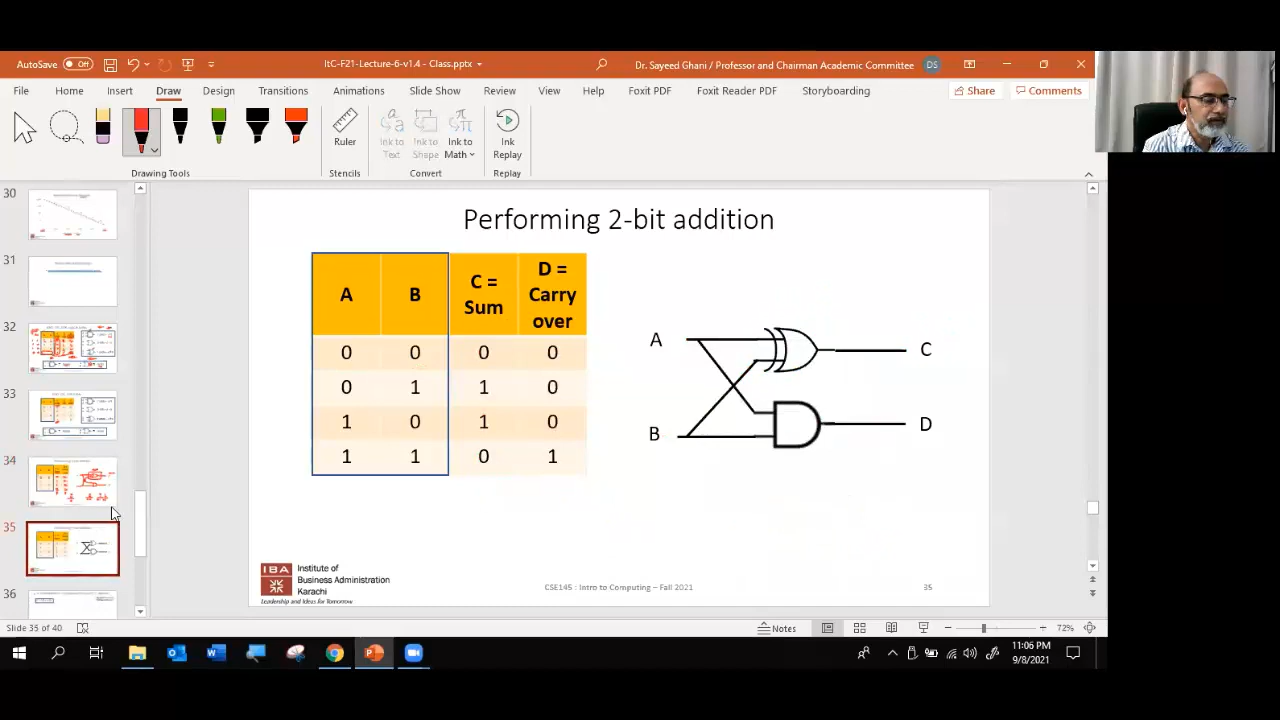 AutoSave Off
ItC-F21-Lecture-6-v1.4 - Class.pptx
Dr. Sayeed Ghani / Professor and Chairman Academic Committee DS
File Home Insert Draw Design Transitions Animations Slide Show Review View Help Foxit PDF Foxit Reader PDF Storyboarding Share Comments
Ruler
Ink to Text
Ink to Shape
Ink to Math
Ink Replay
Drawing Tools Stencils Convert Replay
30
31
32
33
34
35
36
Performing 2-bit addition
A B C = Sum D = Carry over
0 0 0 0
0 1 1 0
1 0 1 0
1 1 0 1
A
B
C
D
IBA
Institute of
Business Administration
Karachi
Leadership and Ideas for Tomorrow
CSE145 : Intro to Computing – Fall 2021
35
Slide 35 of 40
Notes
72%
11:06 PM
9/8/2021